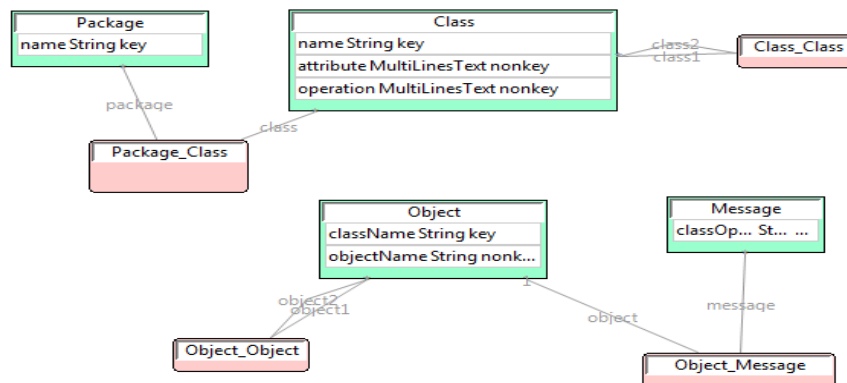 Package
name String key
Class
name String key
attribute MultiLinesText nonkey
operation MultiLinesText nonkey
class2
class1
Class_Class
package
class
Package_Class
Object
className String key
objectName String nonk...
Message
classOp... St... ...
1
object2
object1
object
message
Object_Object
Object_Message